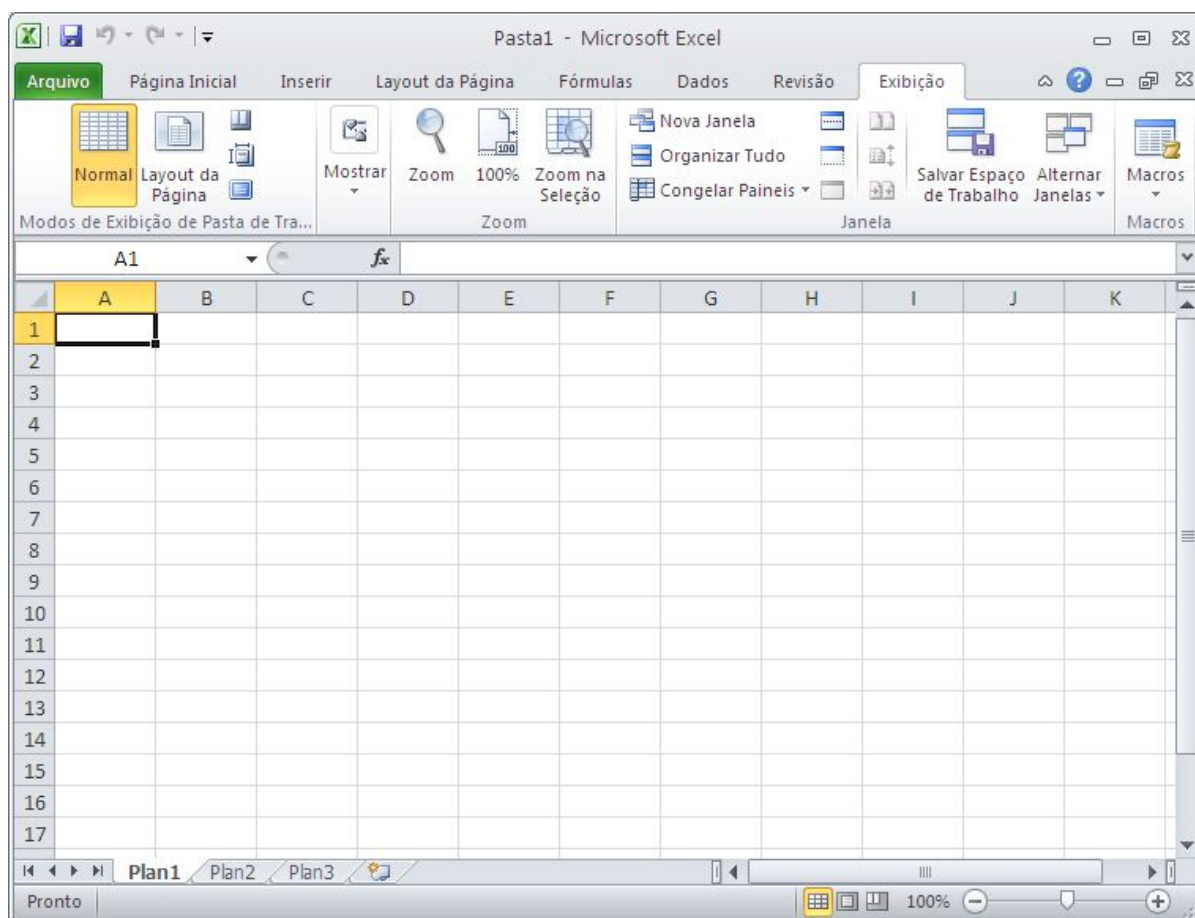 Pasta1 - Microsoft Excel
Arquivo Página Inicial Inserir Layout da Página Fórmulas Dados Revisão Exibição
Normal
Layout da Página
Mostrar
Zoom
100
100%
Zoom na Seleção
Nova Janela
Organizar Tudo
Congelar Paineis
Salvar Espaço de Trabalho
Alternar Janelas
Macros
Modos de Exibição de Pasta de Tra...
Zoom
Janela
Macros
A1
fx
A B C D E F G H I J K
1
2
3
4
5
6
7
8
9
10
11
12
13
14
15
16
17
Plan1 Plan2 Plan3
Pronto
100%